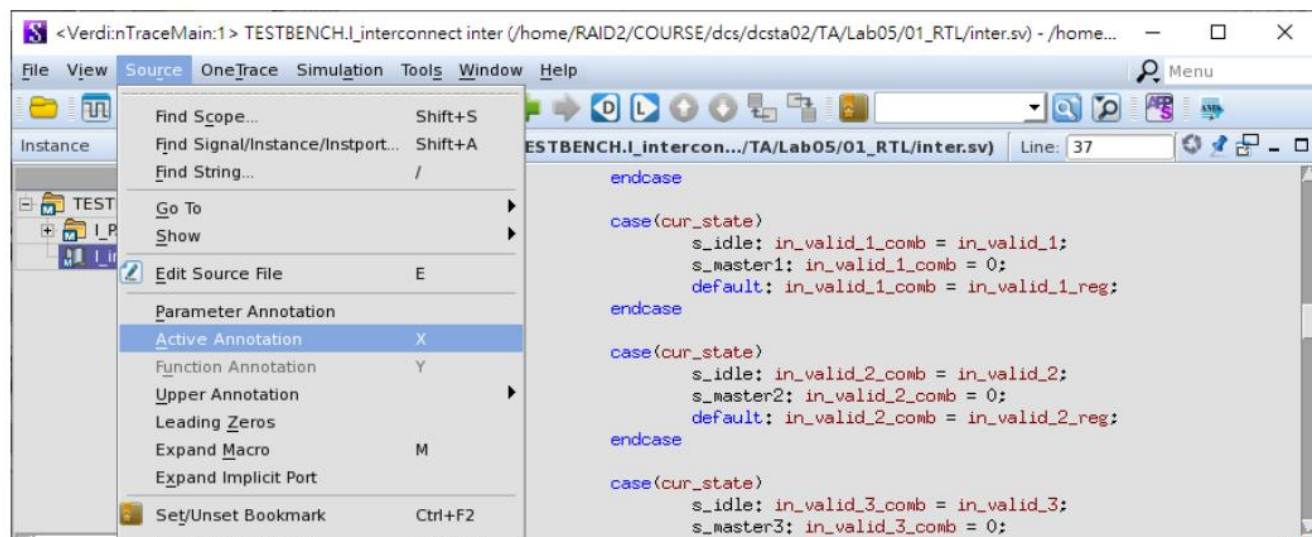 <Verdi:nTraceMain:1> TESTBENCH.I_interconnect inter (/home/RAID2/COURSE/dcs/dcsta02/TA/Lab05/01_RTL/inter.sv) - /home...
File View Source OneTrace Simulation Tools Window Help Menu
Instance
ESTBENCH.I_intercon.../TA/Lab05/01_RTL/inter.sv) Line: 37
TEST
I_P
I_i
Find Scope... Shift+S
Find Signal/Instance/Instport... Shift+A
Find String... /
Go To
Show
Edit Source File E
Parameter Annotation
Active Annotation X
Function Annotation Y
Upper Annotation
Leading Zeros
Expand Macro M
Expand Implicit Port
Set/Unset Bookmark Ctrl+F2
endcase
case(cur_state)
s_idle: in_valid_1_comb = in_valid_1;
s_master1: in_valid_1_comb = 0;
default: in_valid_1_comb = in_valid_1_reg;
endcase
case(cur_state)
s_idle: in_valid_2_comb = in_valid_2;
s_master2: in_valid_2_comb = 0;
default: in_valid_2_comb = in_valid_2_reg;
endcase
case(cur_state)
s_idle: in_valid_3_comb = in_valid_3;
s_master3: in_valid_3_comb = 0;